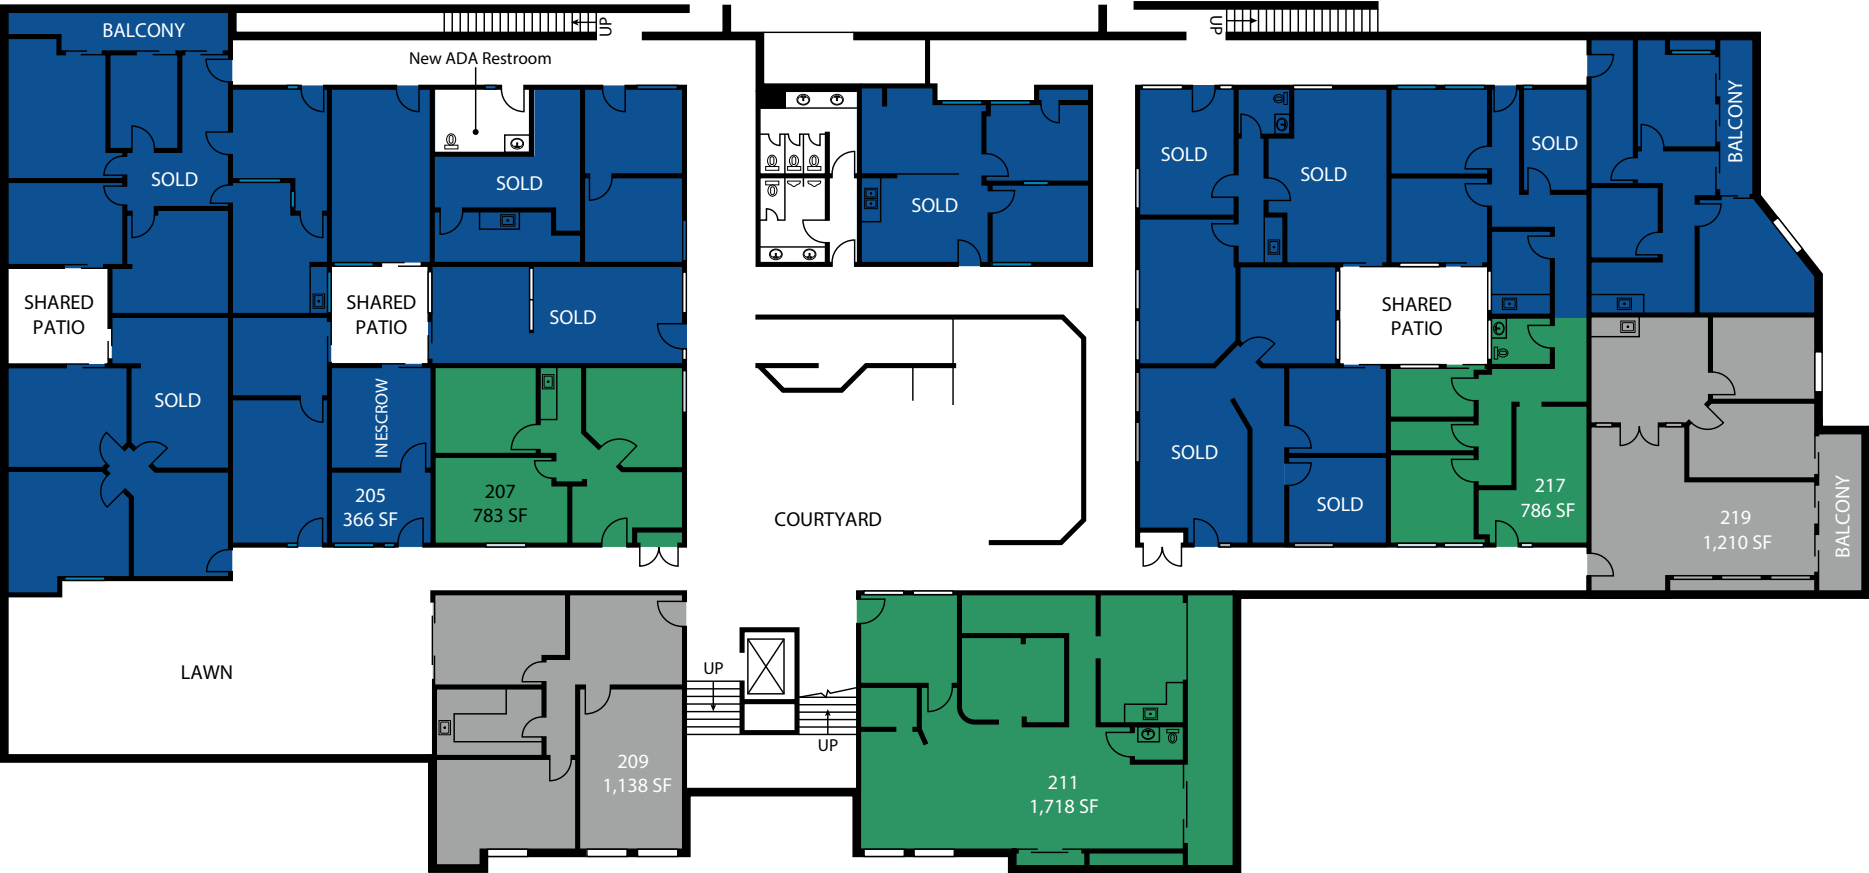 BALCONY
UP
UP
New ADA Restroom
SOLD
SOLD
SOLD
SOLD
SOLD
SOLD
BALCONY
SHARED
PATIO
SHARED
PATIO
SOLD
SHARED
PATIO
SOLD
INESCROW
SOLD
205
366 SF
207
783 SF
COURTYARD
SOLD
217
786 SF
219
1,210 SF
BALCONY
LAWN
UP
UP
209
1,138 SF
211
1,718 SF